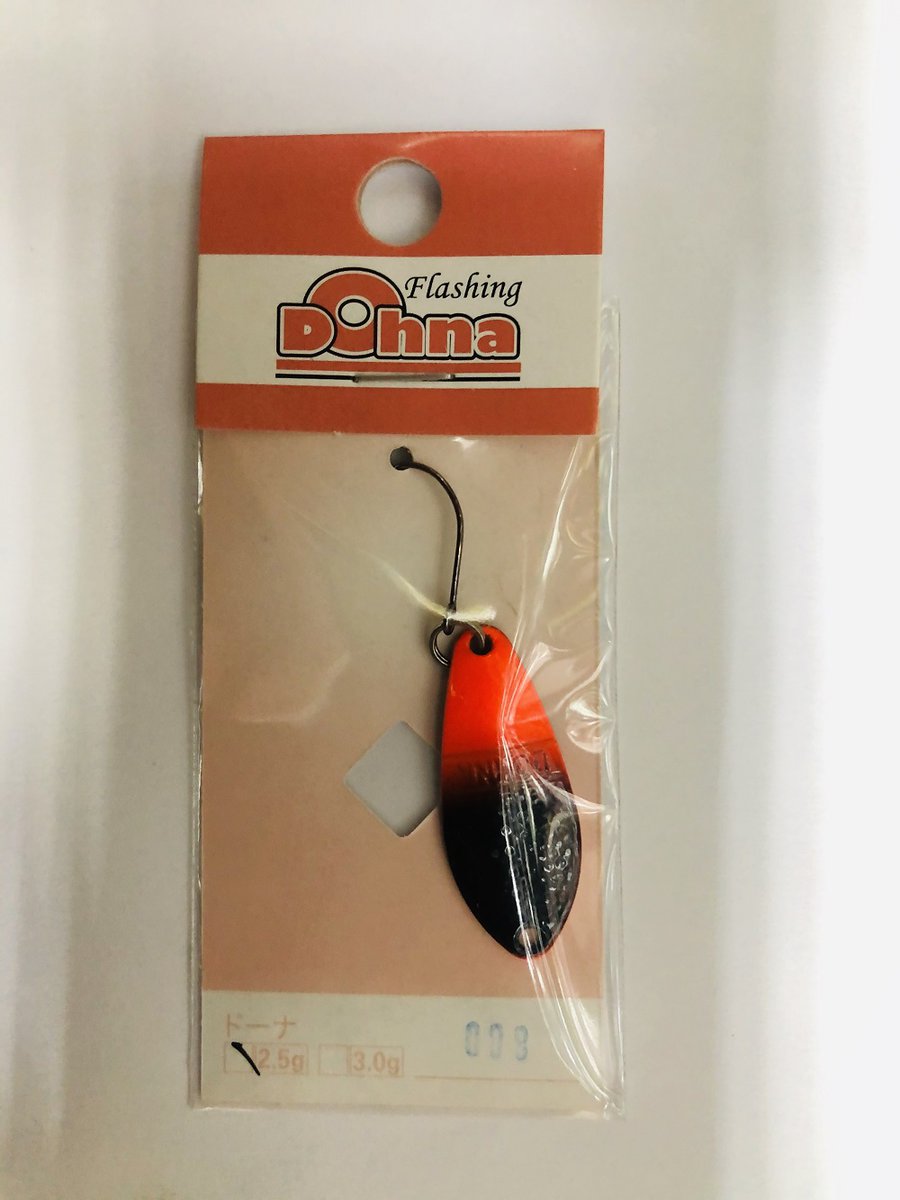 Flashing
Dohna
ドーナ
2.5g 3.0g
008